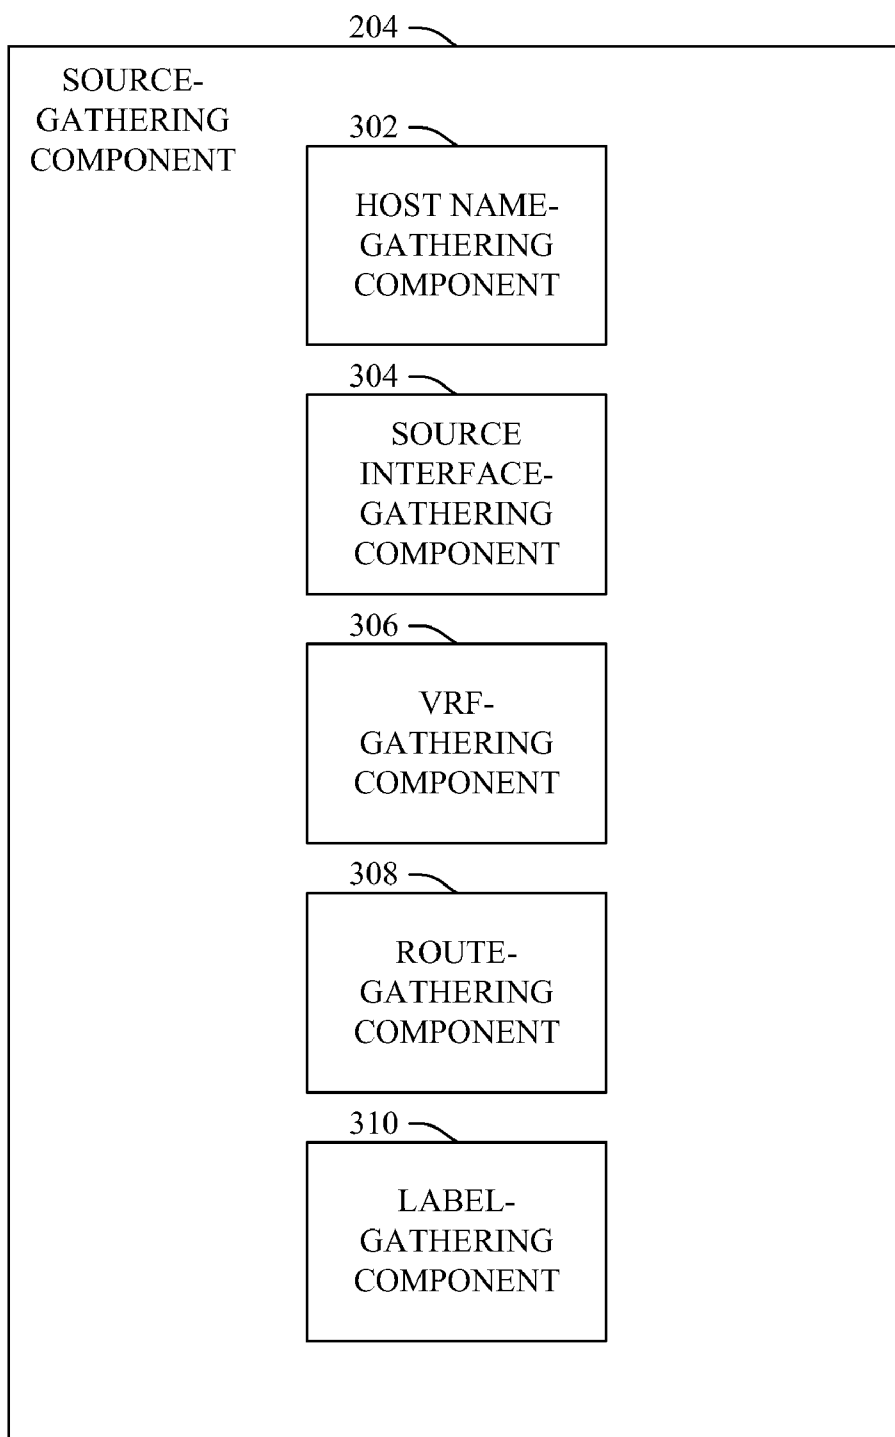 204
SOURCE-
GATHERING
COMPONENT
302
HOST NAME-
GATHERING
COMPONENT
304
SOURCE
INTERFACE-
GATHERING
COMPONENT
306
VRF-
GATHERING
COMPONENT
308
ROUTE-
GATHERING
COMPONENT
310
LABEL-
GATHERING
COMPONENT